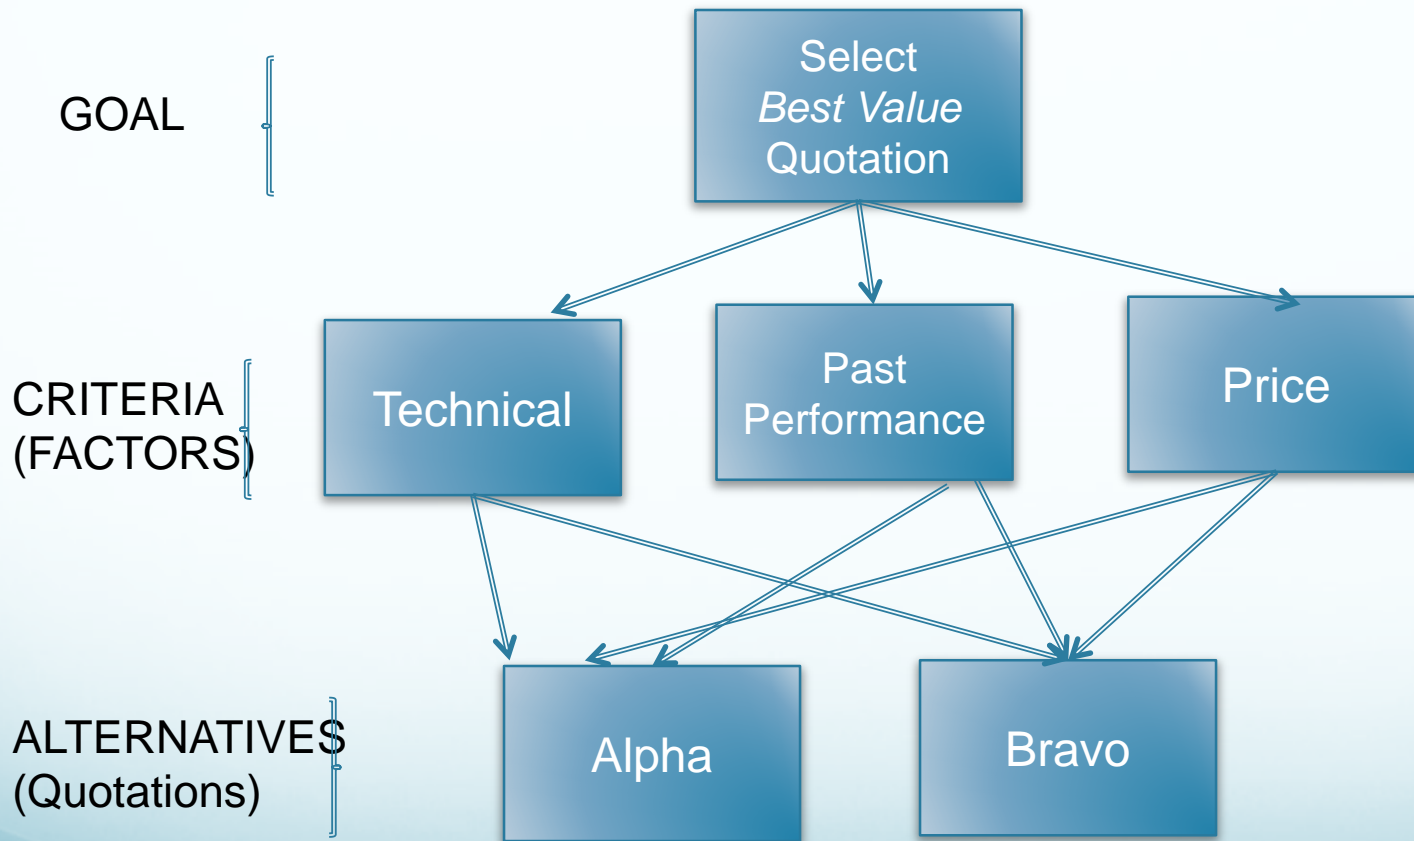 GOAL
Select
Best Value
Quotation
CRITERIA
(FACTORS)
Technical
Past
Performance
Price
ALTERNATIVES
(Quotations)
Alpha
Bravo